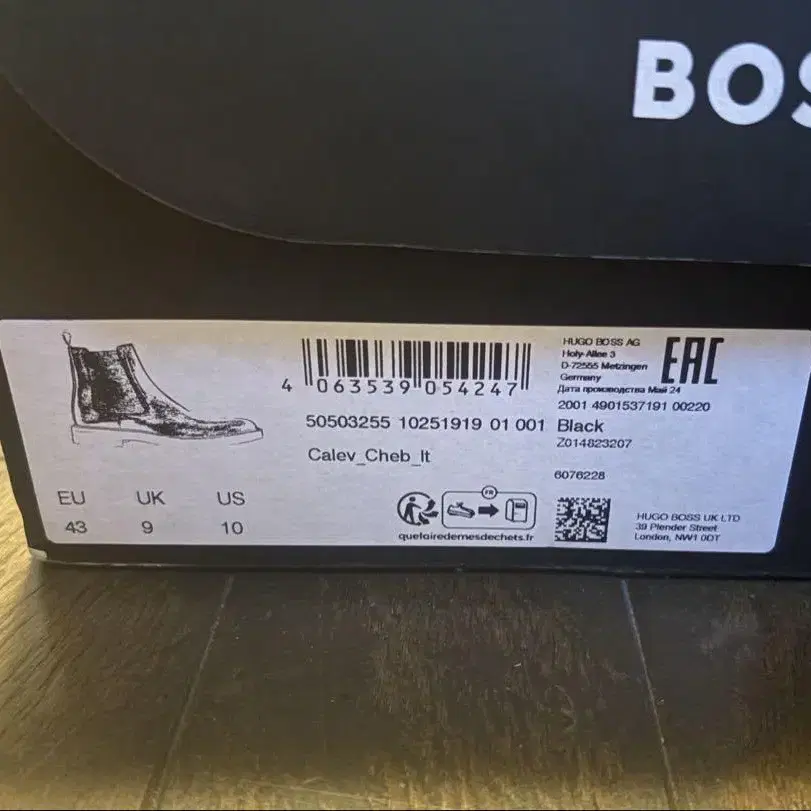 BOS
HUGO BOSS AG
Holy-Allee 3
D-72555 Metzingen
Germany
Дата производства Май 24
EAC
4 063539 054247
2001 4901537191 00220
50503255 10251919 01 001 Black
Z014823207
Calev_Cheb_lt
6076228
EU UK US
43 9 10
FR
quefairedemesdechets.fr
HUGO BOSS UK LTD
39 Plender Street
London, NW1 0DT